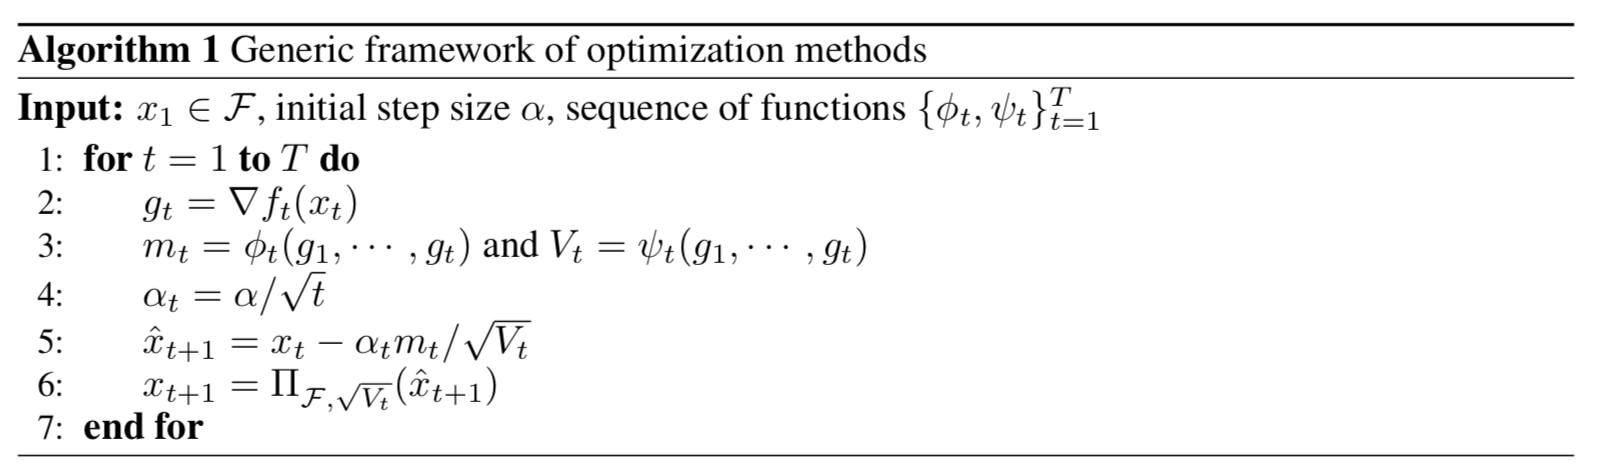 Algorithm 1 Generic framework of optimization methods
Input: $x_1 \in \mathcal{F}$, initial step size $\alpha$, sequence of functions $\{\phi_t, \psi_t\}_{t=1}^{T}$
1: for $t = 1$ to $T$ do
2: $g_t = \nabla f_t(x_t)$
3: $m_t = \phi_t(g_1, \cdots, g_t)$ and $V_t = \psi_t(g_1, \cdots, g_t)$
4: $\alpha_t = \alpha/\sqrt{t}$
5: $\hat{x}_{t+1} = x_t - \alpha_t m_t/\sqrt{V_t}$
6: $x_{t+1} = \Pi_{\mathcal{F},\sqrt{V_t}}(\hat{x}_{t+1})$
7: end for